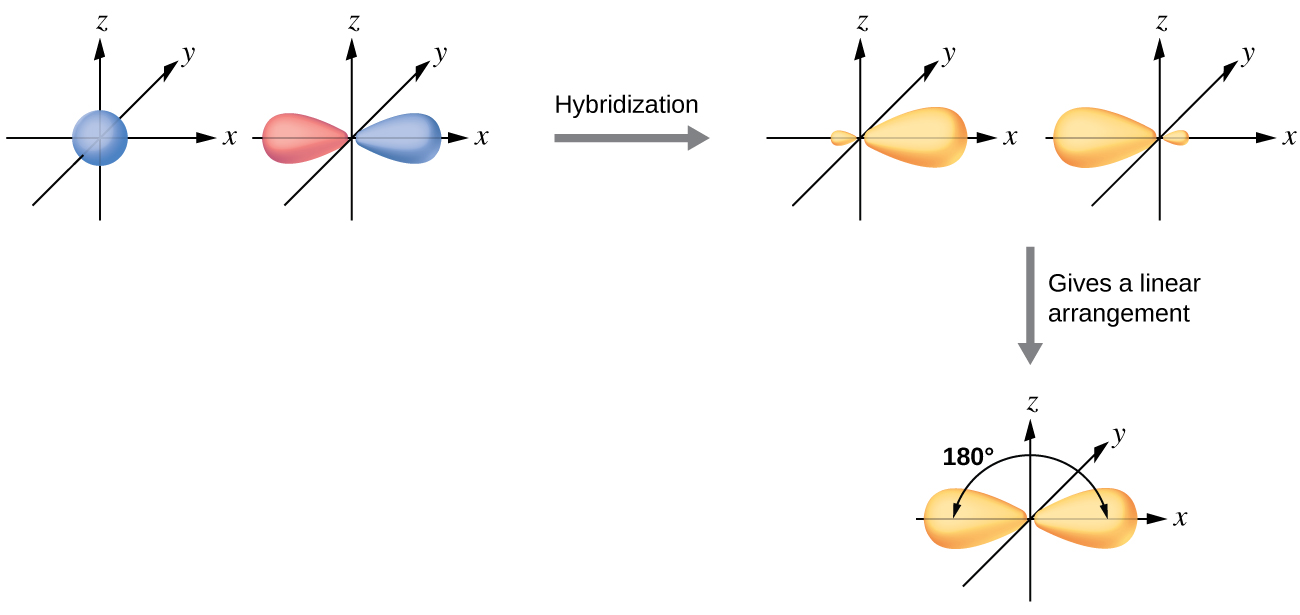 z
y
x
z
y
x
Hybridization
z
y
x
z
y
x
Gives a linear
arrangement
z
y
180°
x